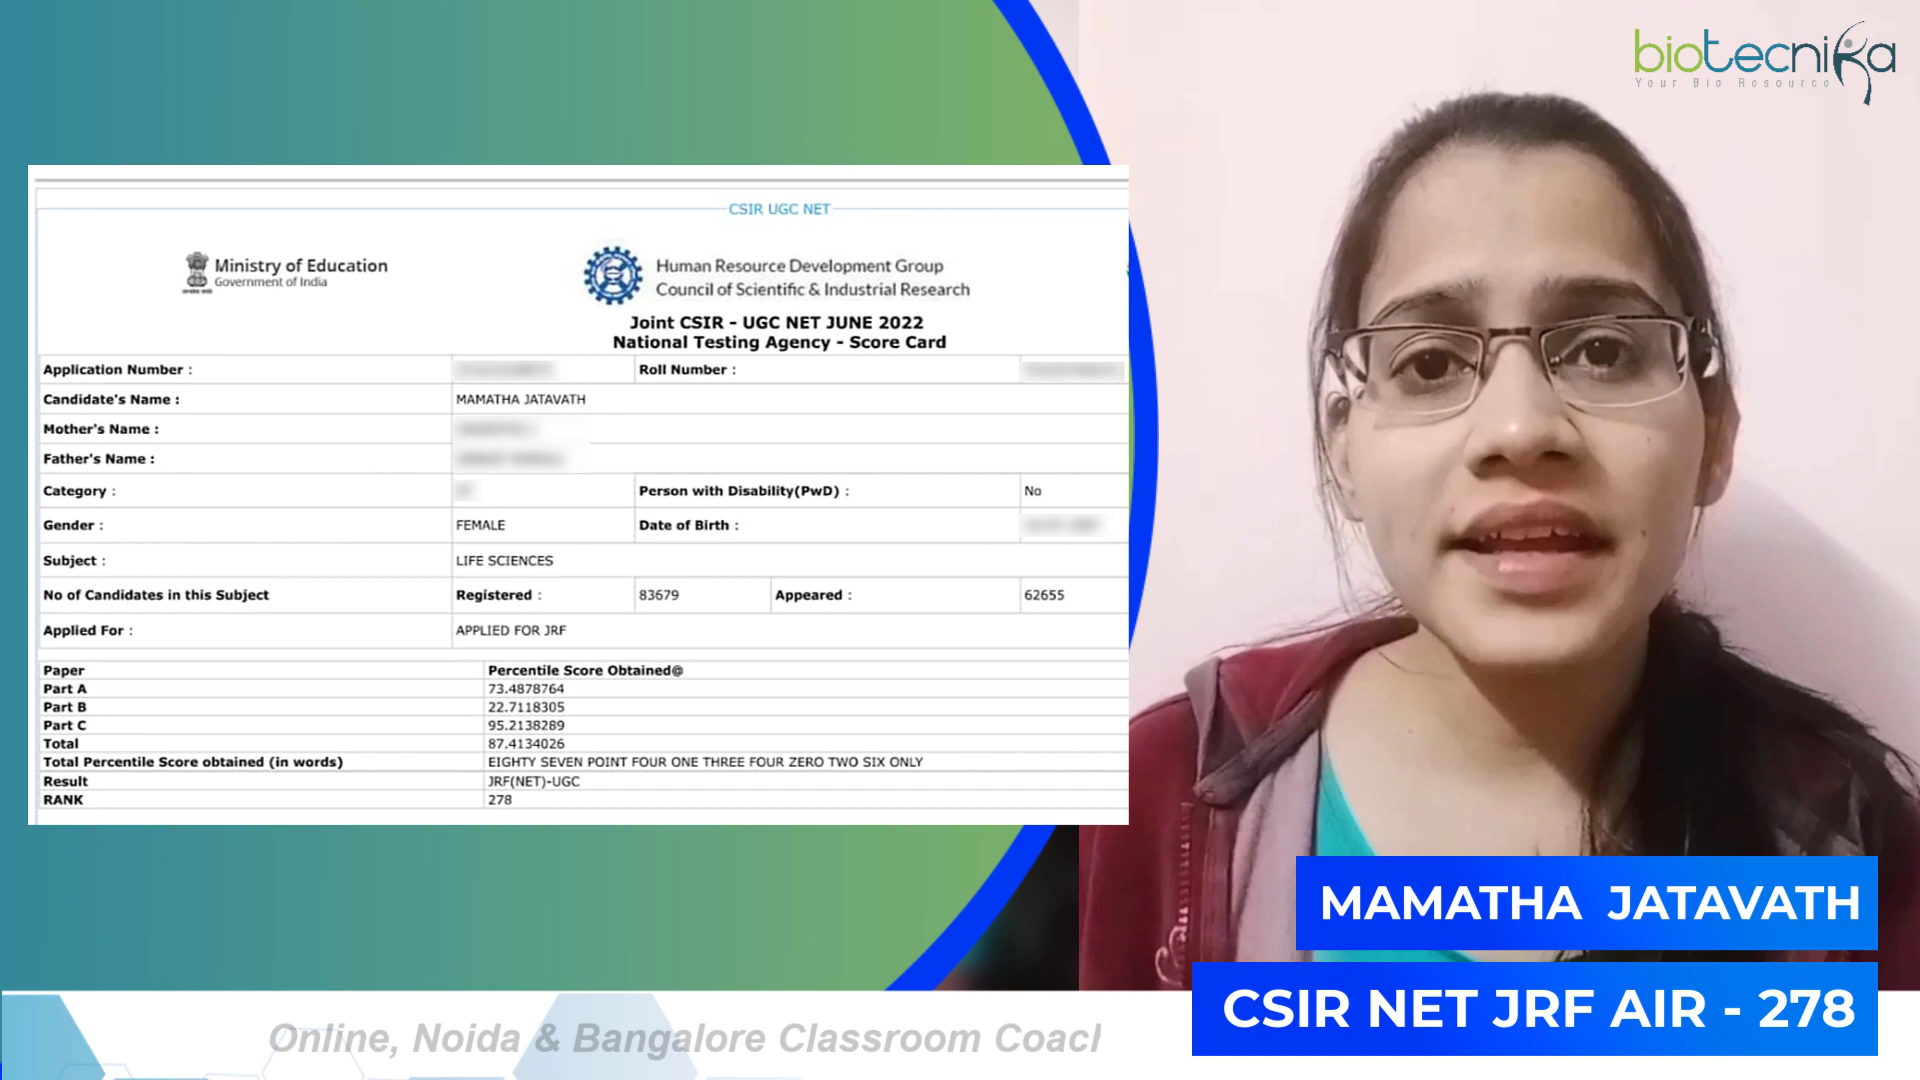 biotecnika
Your Bio Resource
CSIR UGC NET
Ministry of Education
Government of India
Human Resource Development Group
Council of Scientific & Industrial Research
Joint CSIR - UGC NET JUNE 2022
National Testing Agency - Score Card
Application Number : Roll Number :
Candidate's Name : MAMATHA JATAVATH
Mother's Name :
Father's Name :
Category : Person with Disability(PwD) : No
Gender : FEMALE Date of Birth :
Subject : LIFE SCIENCES
No of Candidates in this Subject Registered : 83679 Appeared : 62655
Applied For : APPLIED FOR JRF
Paper Percentile Score Obtained@
Part A 73.4878764
Part B 22.7118305
Part C 95.2138289
Total 87.4134026
Total Percentile Score obtained (in words) EIGHTY SEVEN POINT FOUR ONE THREE FOUR ZERO TWO SIX ONLY
Result JRF(NET)-UGC
RANK 278
MAMATHA JATAVATH
CSIR NET JRF AIR - 278
Online, Noida & Bangalore Classroom Coach